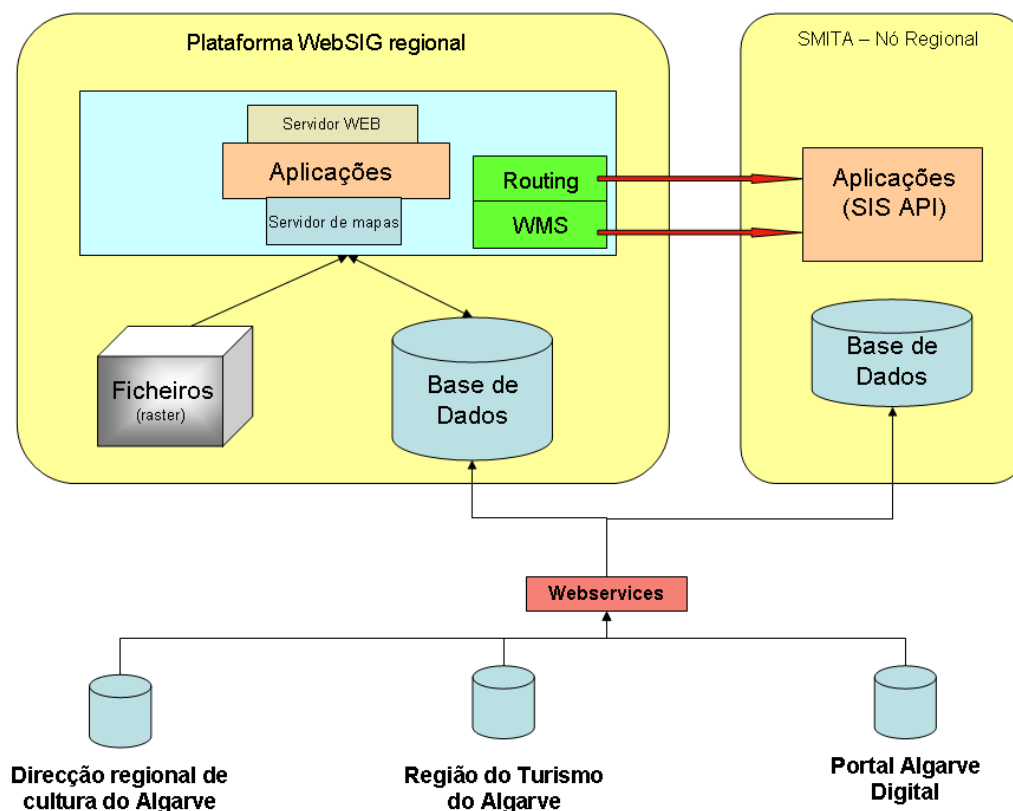 Plataforma WebSIG regional
SMITA – Nó Regional
Servidor WEB
Aplicações
Servidor de mapas
Routing
WMS
Aplicações
(SIS API)
Ficheiros
(raster)
Base de
Dados
Base de
Dados
Webservices
Direcção regional de
cultura do Algarve
Região do Turismo
do Algarve
Portal Algarve
Digital